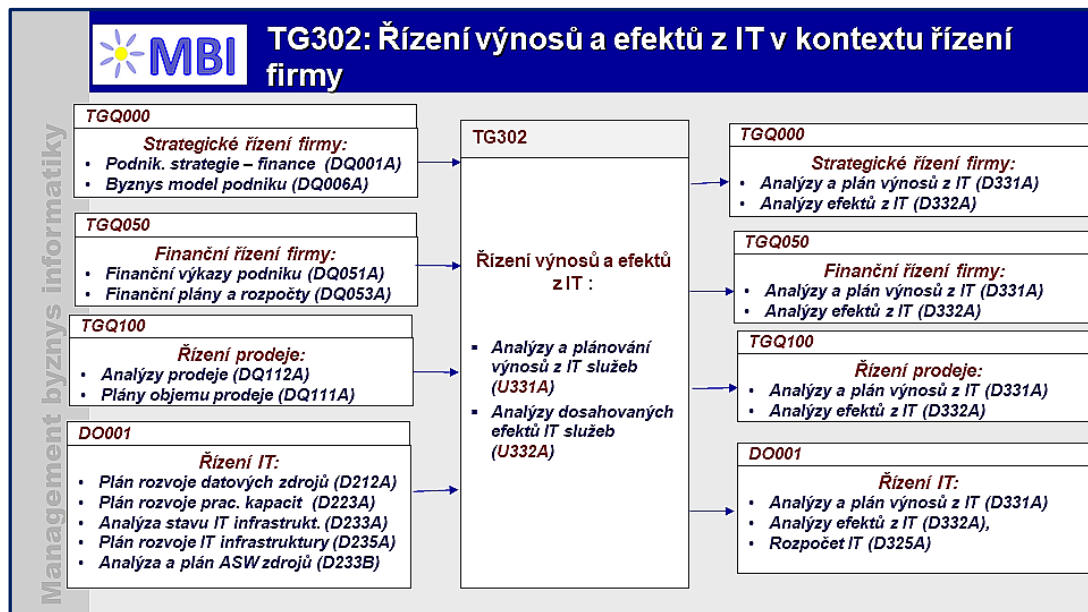 MBI
TG302: Řízení výnosů a efektů z IT v kontextu řízení
firmy
Management byznys informatiky
TGQ000
Strategické řízení firmy:
• Podnik. strategie – finance (DQ001A)
• Byznys model podniku (DQ006A)
TGQ050
Finanční řízení firmy:
• Finanční výkazy podniku (DQ051A)
• Finanční plány a rozpočty (DQ053A)
TGQ100
Řízení prodeje:
• Analýzy prodeje (DQ112A)
• Plány objemu prodeje (DQ111A)
DO001
Řízení IT:
• Plán rozvoje datových zdrojů (D212A)
• Plán rozvoje prac. kapacit (D223A)
• Analýza stavu IT infrastrukt. (D233A)
• Plán rozvoje IT infrastruktury (D235A)
• Analýza a plán ASW zdrojů (D233B)
TG302
Řízení výnosů a efektů
z IT :
▪ Analýzy a plánování
výnosů z IT služeb
(U331A)
▪ Analýzy dosahovaných
efektů IT služeb
(U332A)
TGQ000
Strategické řízení firmy:
• Analýzy a plán výnosů z IT (D331A)
• Analýzy efektů z IT (D332A)
TGQ050
Finanční řízení firmy:
• Analýzy a plán výnosů z IT (D331A)
• Analýzy efektů z IT (D332A)
TGQ100
Řízení prodeje:
• Analýzy a plán výnosů z IT (D331A)
• Analýzy efektů z IT (D332A)
DO001
Řízení IT:
• Analýzy a plán výnosů z IT (D331A)
• Analýzy efektů z IT (D332A),
• Rozpočet IT (D325A)